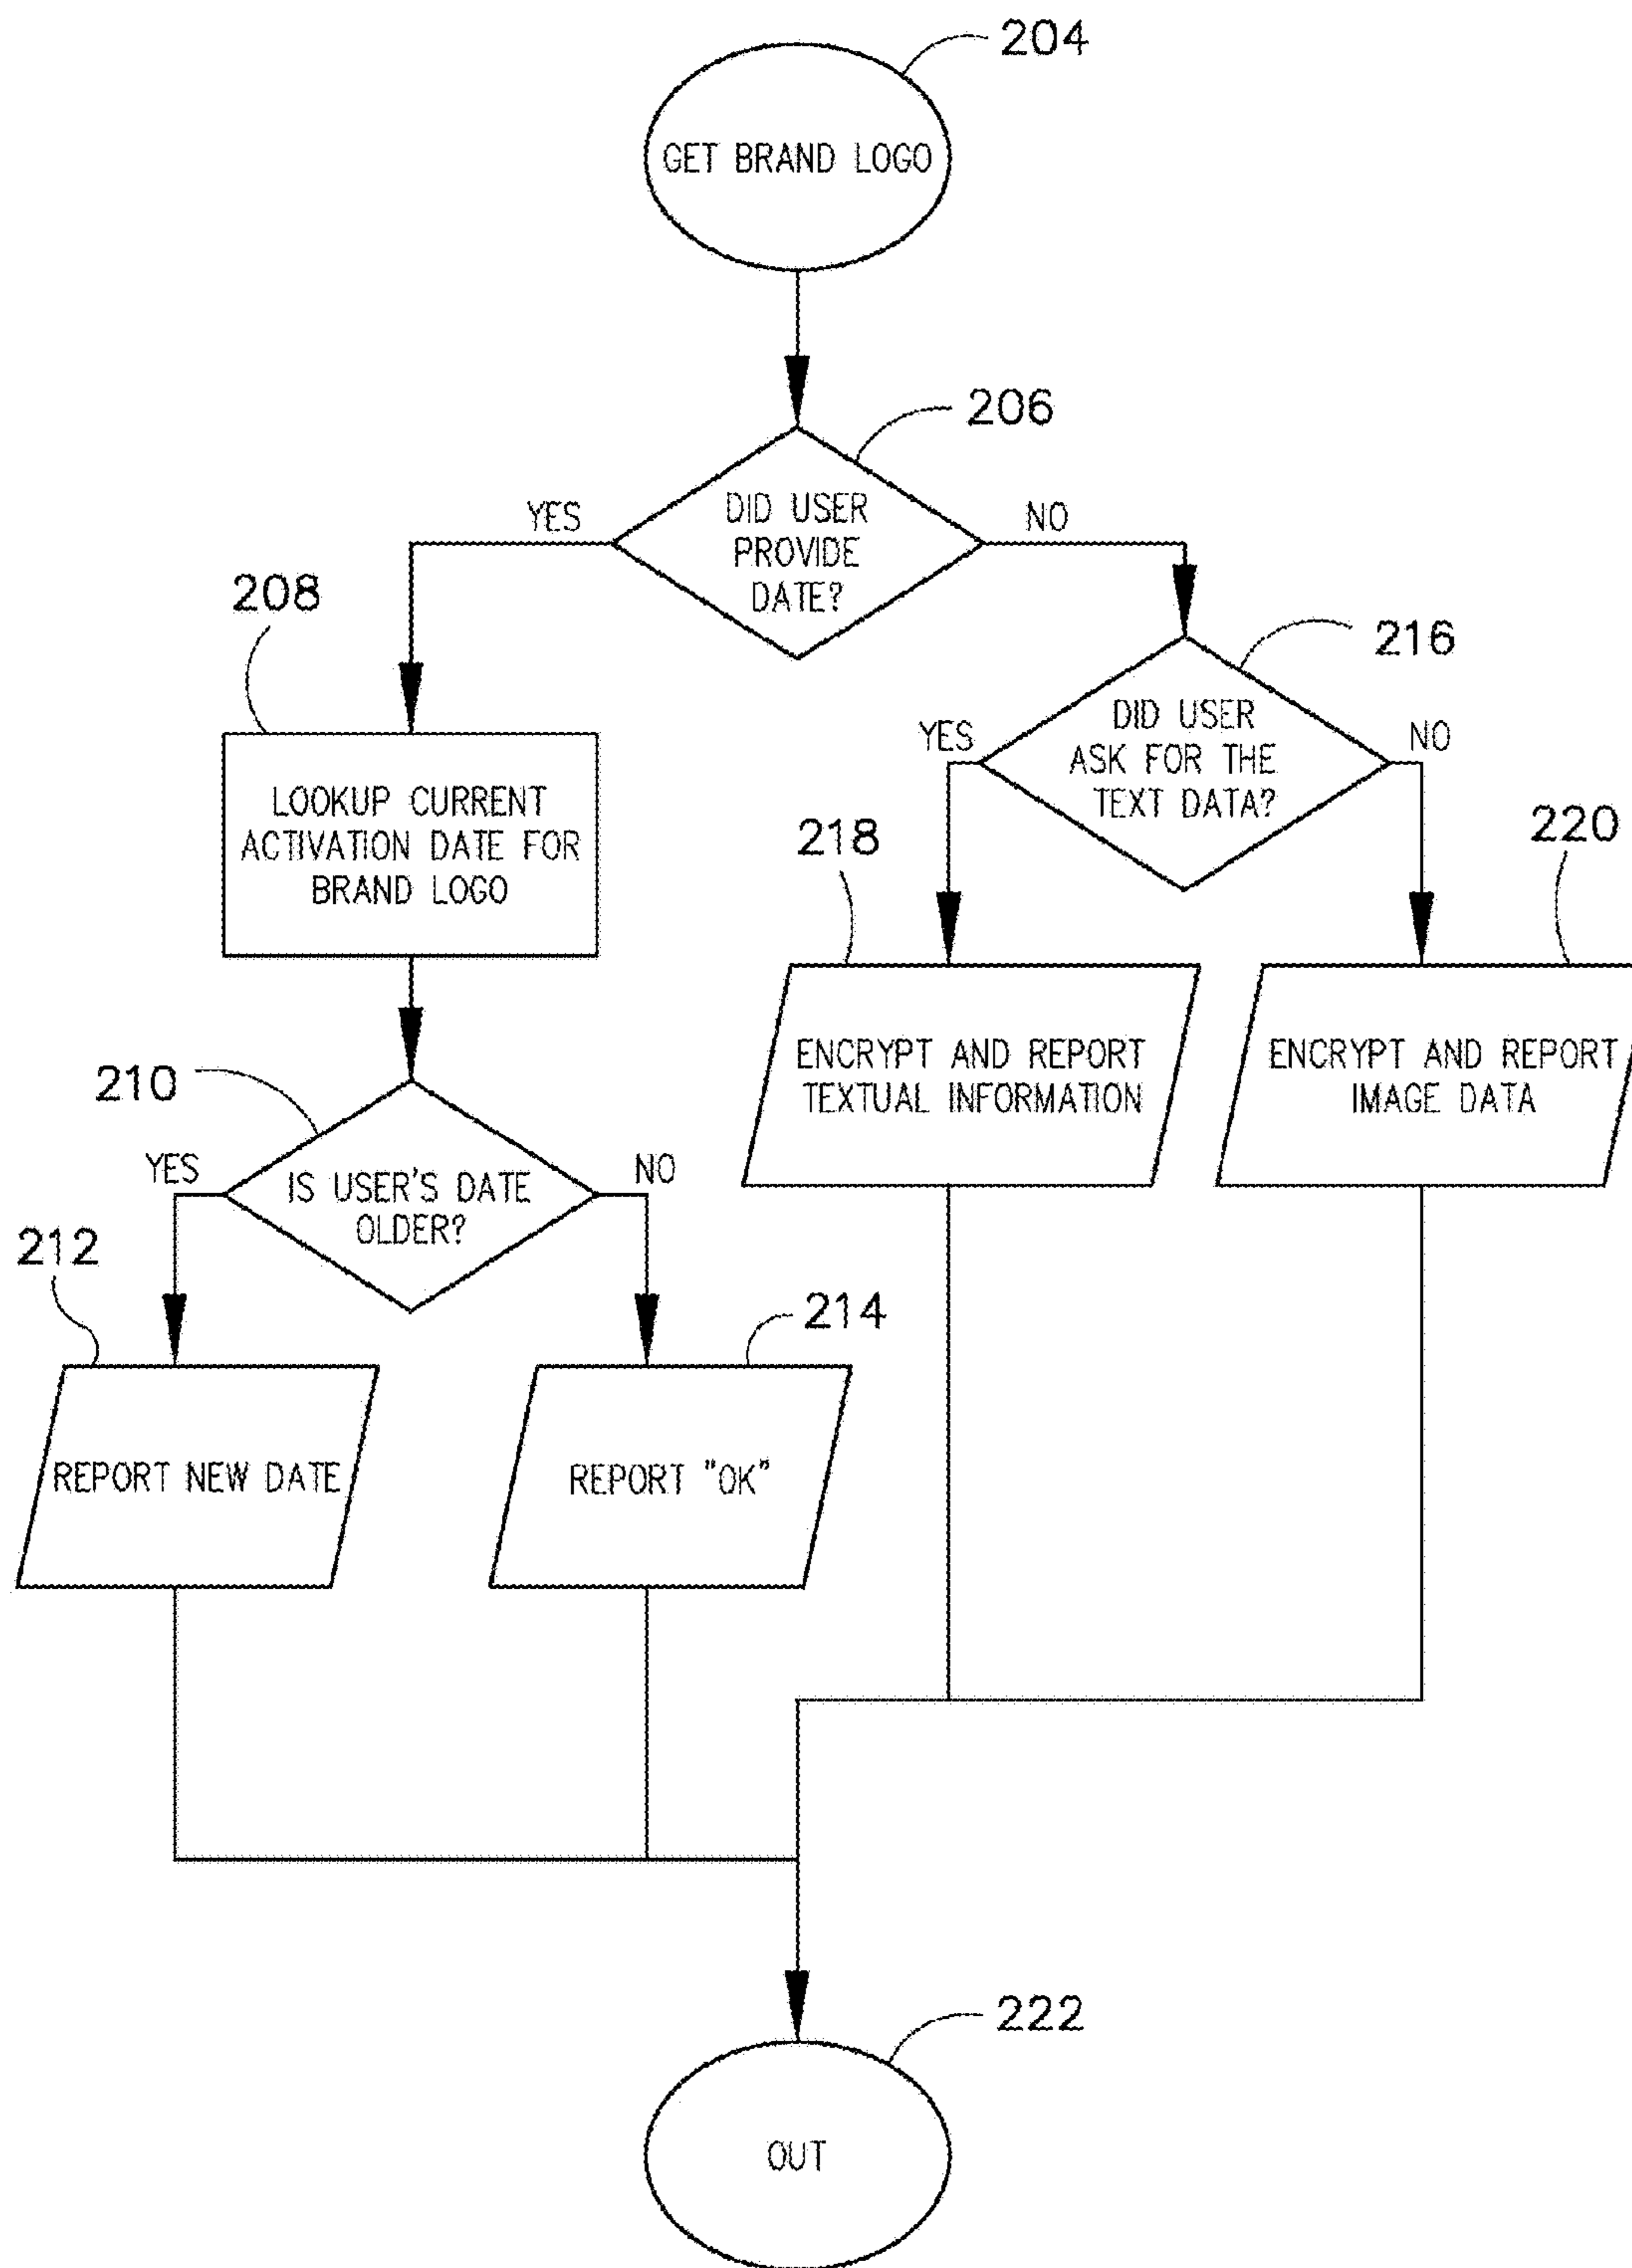 204
GET BRAND LOGO
206
YES
DID USER
PROVIDE
DATE?
NO
208
216
LOOKUP CURRENT
ACTIVATION DATE FOR
BRAND LOGO
YES
DID USER
ASK FOR THE
TEXT DATA?
NO
218
220
ENCRYPT AND REPORT
TEXTUAL INFORMATION
ENCRYPT AND REPORT
IMAGE DATA
210
YES
IS USER'S DATE
OLDER?
NO
212
214
REPORT NEW DATE
REPORT "OK"
222
OUT